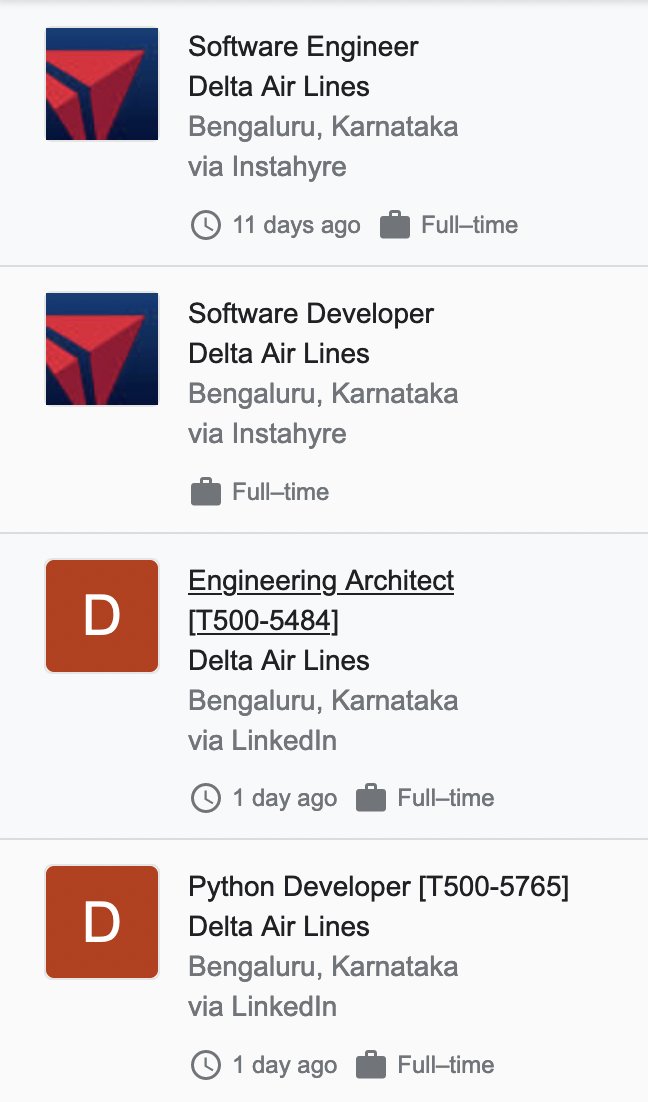 Software Engineer
Delta Air Lines
Bengaluru, Karnataka
via Instahyre
11 days ago Full–time
Software Developer
Delta Air Lines
Bengaluru, Karnataka
via Instahyre
Full–time
D
Engineering Architect
[T500-5484]
Delta Air Lines
Bengaluru, Karnataka
via LinkedIn
1 day ago Full–time
D
Python Developer [T500-5765]
Delta Air Lines
Bengaluru, Karnataka
via LinkedIn
1 day ago Full–time